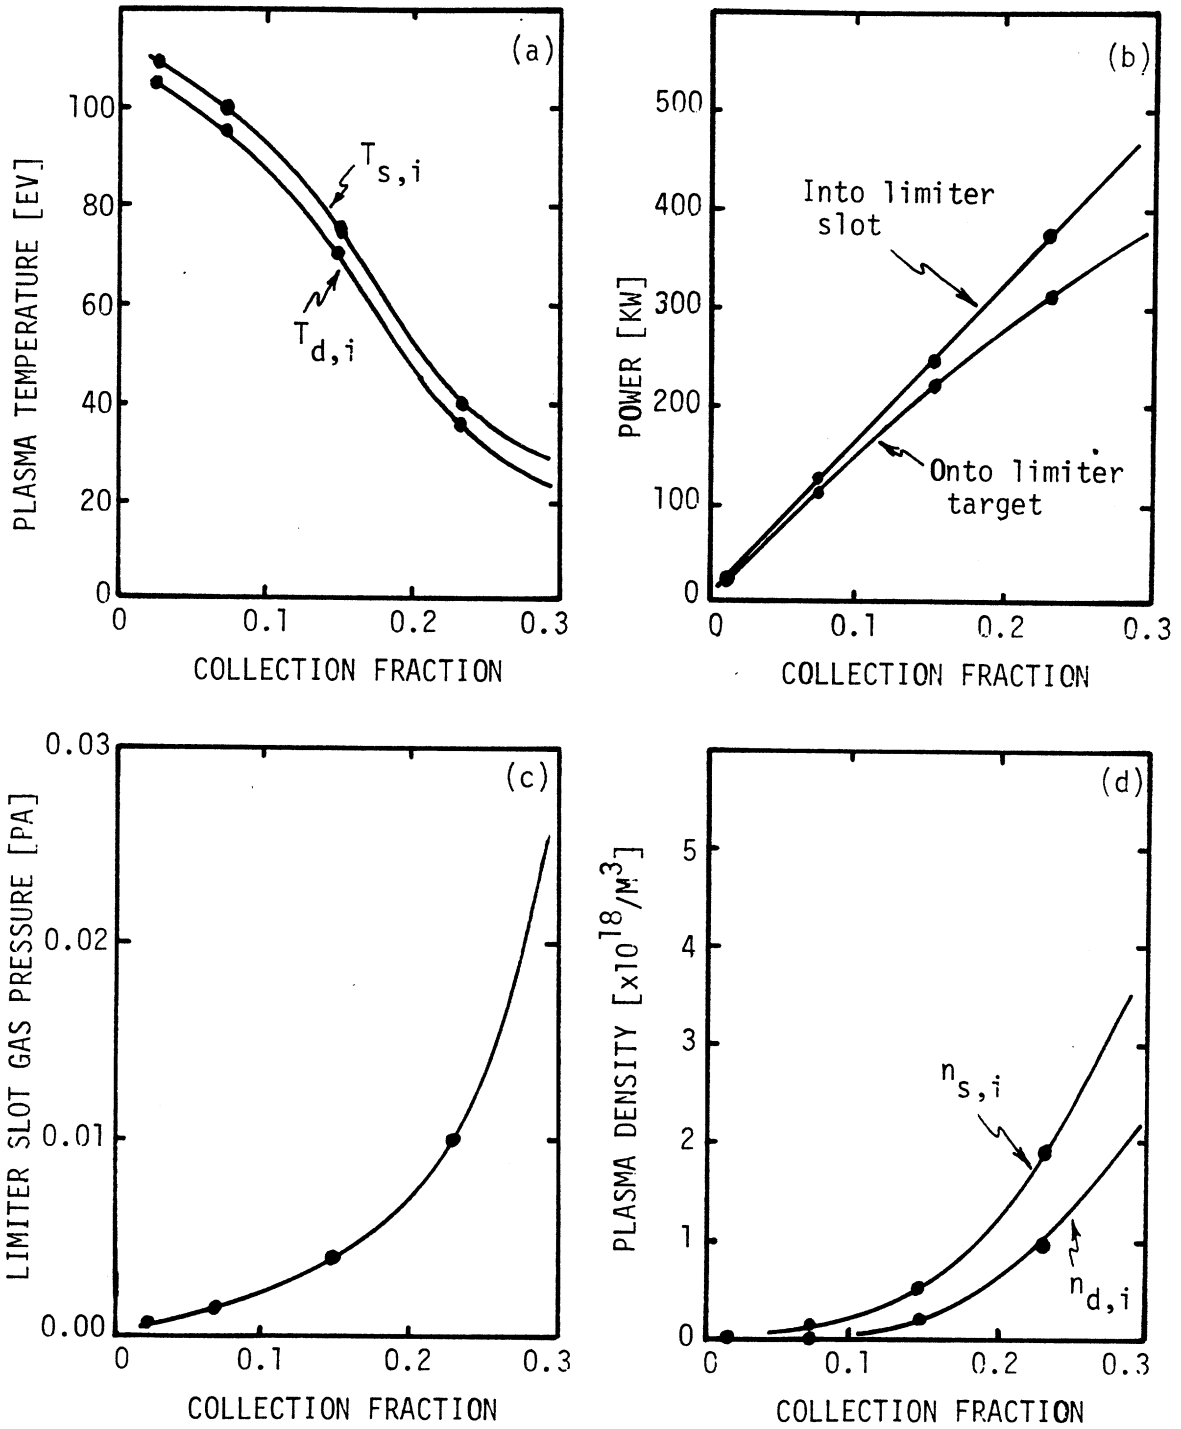 (a)
PLASMA TEMPERATURE [EV]
100
80
60
40
20
0
T_s,i
T_d,i
0 0.1 0.2 0.3
COLLECTION FRACTION
(b)
POWER [KW]
500
400
300
200
100
0
Into limiter
slot
Onto limiter
target
0 0.1 0.2 0.3
COLLECTION FRACTION
(c)
LIMITER SLOT GAS PRESSURE [PA]
0.03
0.02
0.01
0.00
0 0.1 0.2 0.3
COLLECTION FRACTION
(d)
PLASMA DENSITY [x10^18/M^3]
5
4
3
2
1
0
n_s,i
n_d,i
0 0.1 0.2 0.3
COLLECTION FRACTION